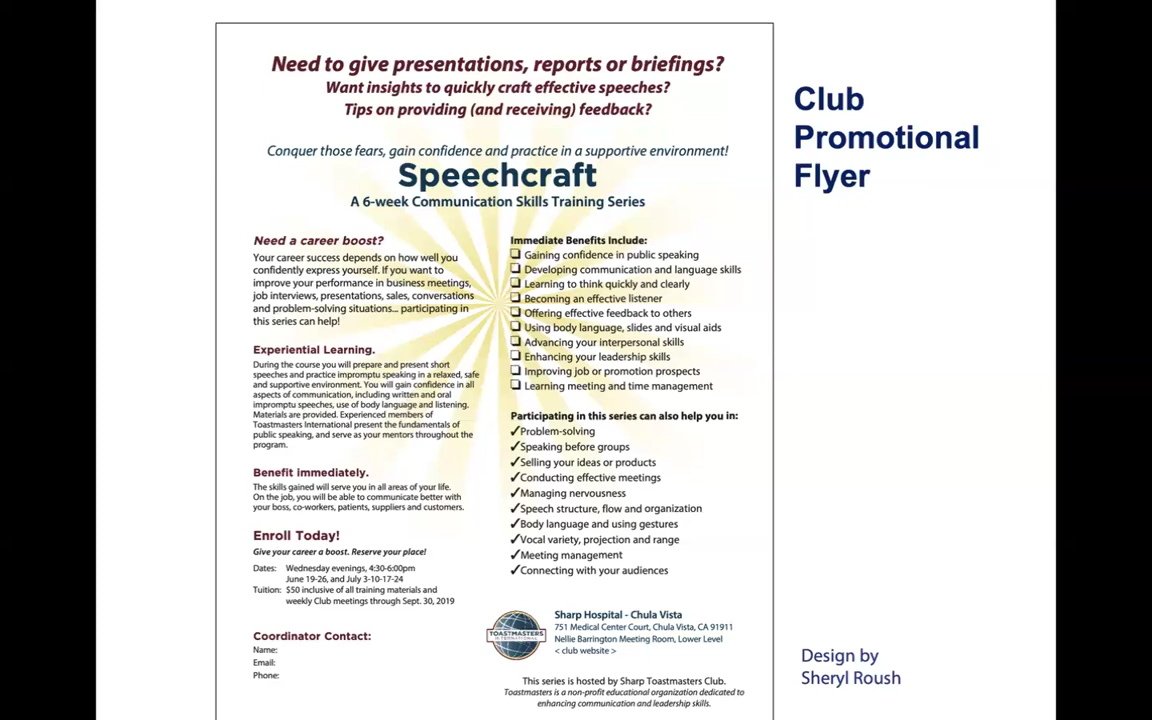 Need to give presentations, reports or briefings?
Want insights to quickly craft effective speeches?
Tips on providing (and receiving) feedback?
Conquer those fears, gain confidence and practice in a supportive environment!
Speechcraft
A 6-week Communication Skills Training Series
Need a career boost?
Your career success depends on how well you
confidently express yourself. If you want to
improve your performance in business meetings,
job interviews, presentations, sales, conversations
and problem-solving situations... participating in
this series can help!
Experiential Learning.
During the course you will prepare and present short
speeches and practice impromptu speaking in a relaxed, safe
and supportive environment. You will gain confidence in all
aspects of communication, including written and oral
impromptu speeches, use of body language and listening.
Materials are provided. Experienced members of
Toastmasters International present the fundamentals of
public speaking, and serve as your mentors throughout the
program.
Benefit immediately.
The skills gained will serve you in all areas of your life.
On the job, you will be able to communicate better with
your boss, co-workers, patients, suppliers and customers.
Enroll Today!
Give your career a boost. Reserve your place!
Dates: Wednesday evenings, 4:30-6:00pm
June 19-26, and July 3-10-17-24
Tuition: $50 inclusive of all training materials and
weekly Club meetings through Sept. 30, 2019
Coordinator Contact:
Name:
Email:
Phone:
Immediate Benefits Include:
❏ Gaining confidence in public speaking
❏ Developing communication and language skills
❏ Learning to think quickly and clearly
❏ Becoming an effective listener
❏ Offering effective feedback to others
❏ Using body language, slides and visual aids
❏ Advancing your interpersonal skills
❏ Enhancing your leadership skills
❏ Improving job or promotion prospects
❏ Learning meeting and time management
Participating in this series can also help you in:
✓Problem-solving
✓Speaking before groups
✓Selling your ideas or products
✓Conducting effective meetings
✓Managing nervousness
✓Speech structure, flow and organization
✓Body language and using gestures
✓Vocal variety, projection and range
✓Meeting management
✓Connecting with your audiences
TOASTMASTERS
INTERNATIONAL
Sharp Hospital - Chula Vista
751 Medical Center Court, Chula Vista, CA 91911
Nellie Barrington Meeting Room, Lower Level
< club website >
This series is hosted by Sharp Toastmasters Club.
Toastmasters is a non-profit educational organization dedicated to
enhancing communication and leadership skills.
Club
Promotional
Flyer
Design by
Sheryl Roush